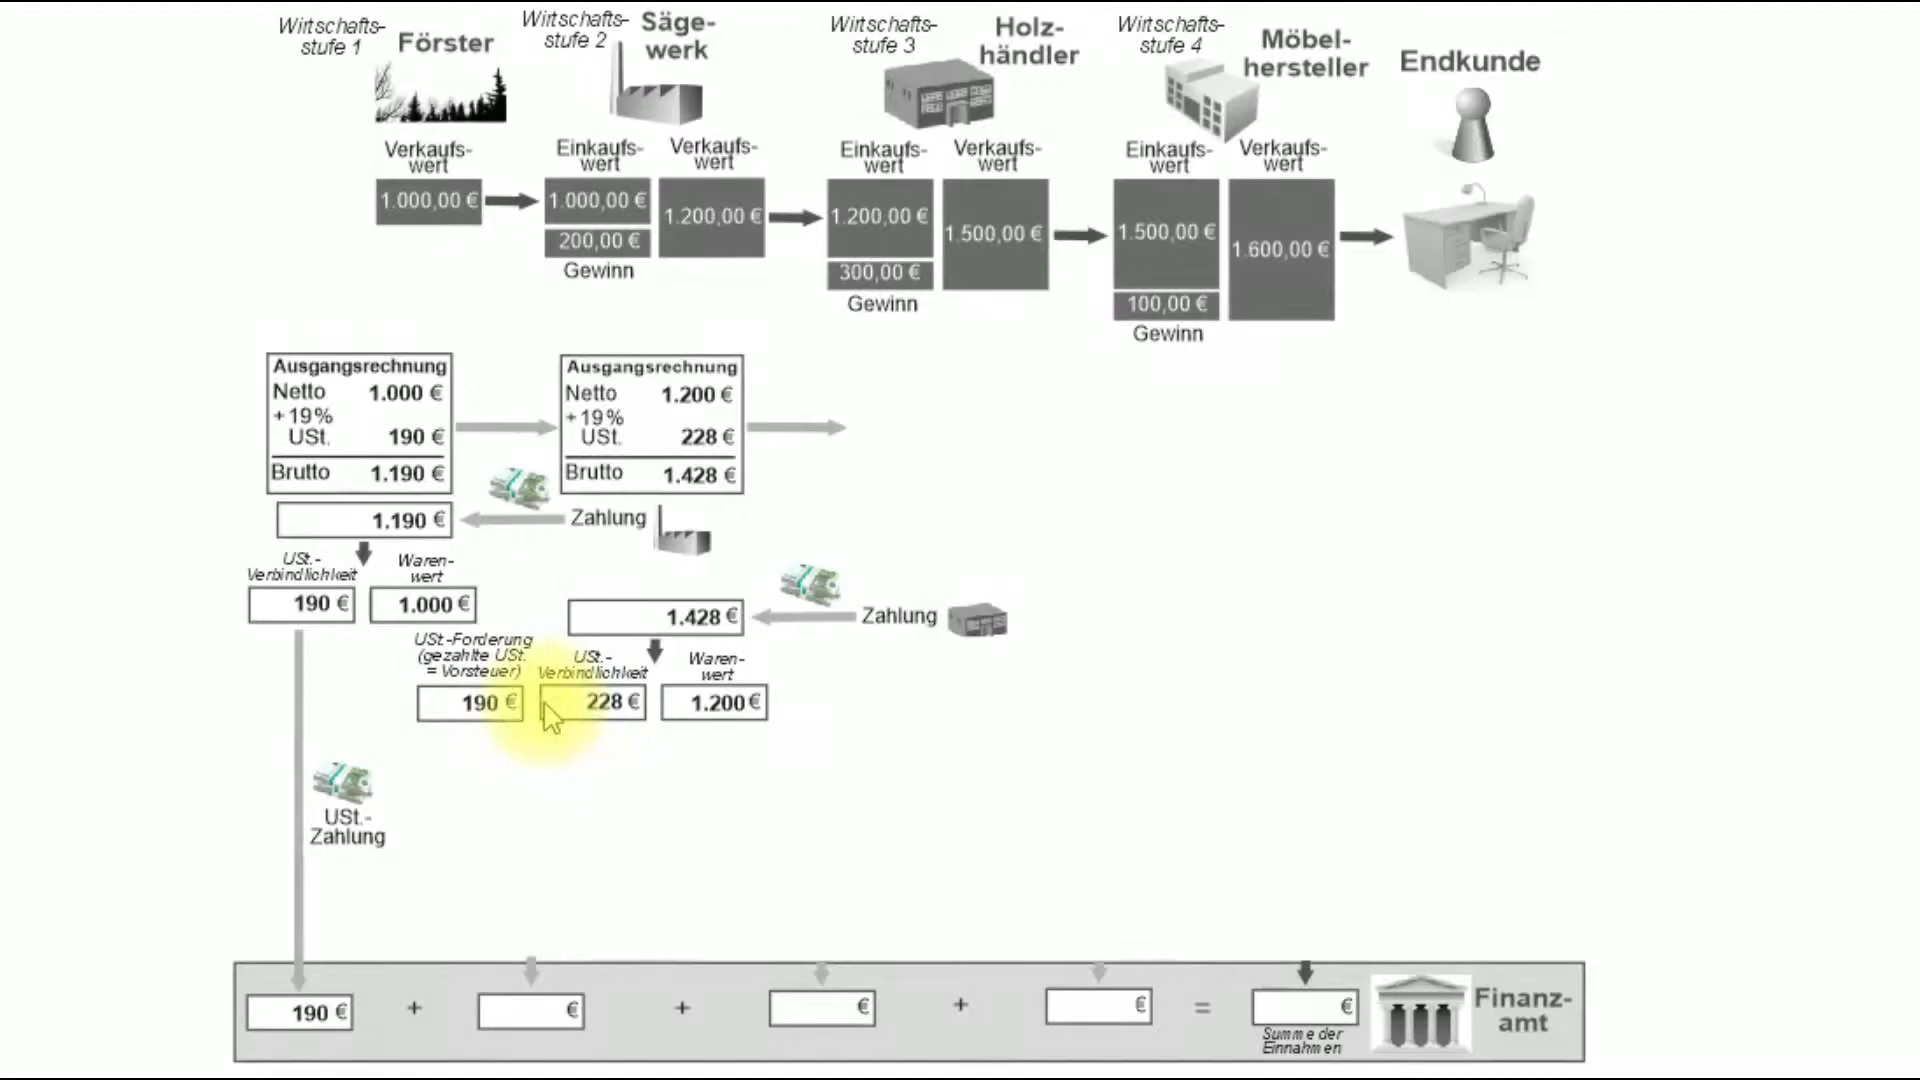 Wirtschafts-
stufe 1
Förster
Wirtschafts-
stufe 2
Säge-
werk
Wirtschafts-
stufe 3
Holz-
händler
Wirtschafts-
stufe 4
Möbel-
hersteller
Endkunde
Verkaufs-
wert
Einkaufs-
wert
Verkaufs-
wert
Einkaufs-
wert
Verkaufs-
wert
Einkaufs-
wert
Verkaufs-
wert
1.000,00 €
1.000,00 €
200,00 €
Gewinn
1.200,00 €
1.200,00 €
300,00 €
Gewinn
1.500,00 €
1.500,00 €
100,00 €
Gewinn
1.600,00 €
Ausgangsrechnung
Netto 1.000 €
+19%
USt. 190 €
Brutto 1.190 €
Ausgangsrechnung
Netto 1.200 €
+19%
USt. 228 €
Brutto 1.428 €
1.190 €
Zahlung
USt.-
Verbindlichkeit
190 €
Waren-
wert
1.000 €
1.428 €
Zahlung
USt-Forderung
(gezahlte USt.
= Vorsteuer)
190 €
USt.-
Verbindlichkeit
228 €
Waren-
wert
1.200 €
USt.-
Zahlung
190 € + € + € + € = €
Summe der
Einnahmen
Finanz-
amt